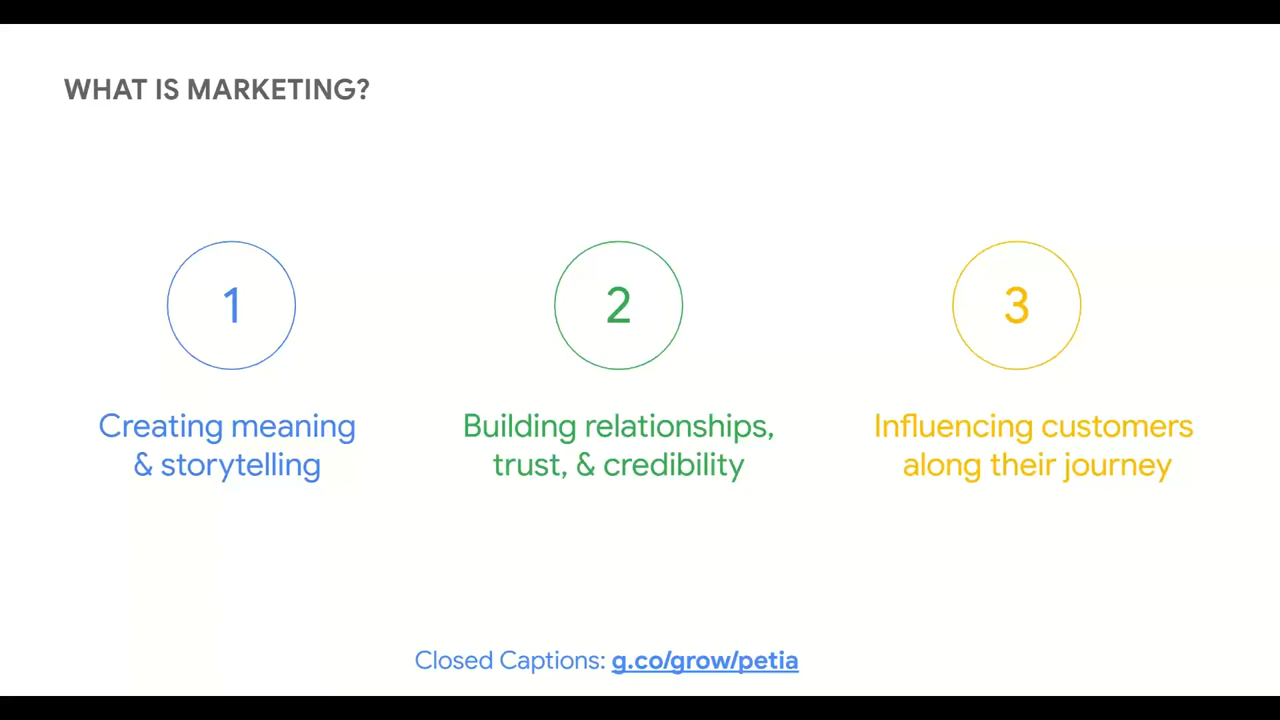 WHAT IS MARKETING?
1
Creating meaning
& storytelling
2
Building relationships,
trust, & credibility
3
Influencing customers
along their journey
Closed Captions: g.co/grow/petia